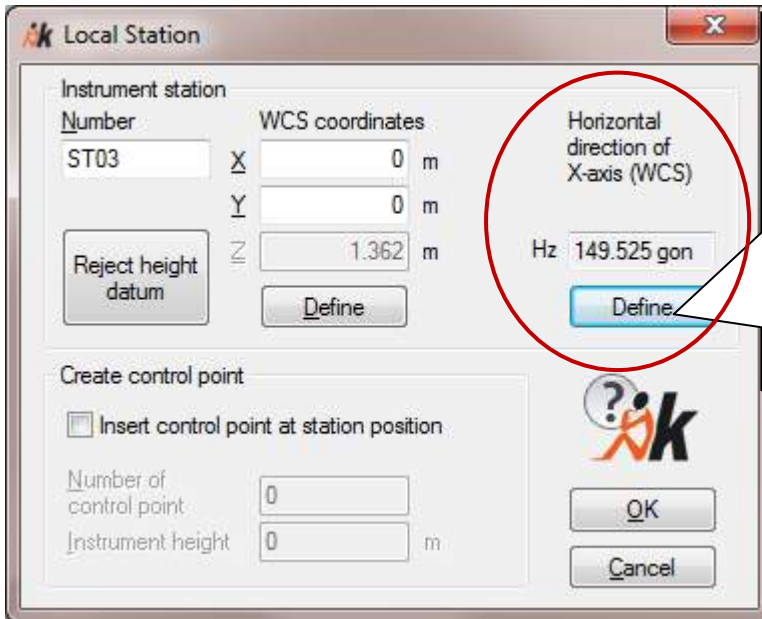 Local Station
Instrument station
Number
WCS coordinates
Horizontal
direction of
X-axis (WCS)
ST03
X 0 m
Y 0 m
Z 1.362 m
Hz 149.525 gon
Reject height
datum
Define
Define
Create control point
Insert control point at station position
Number of
control point
0
Instrument height 0 m
?k
OK
Cancel